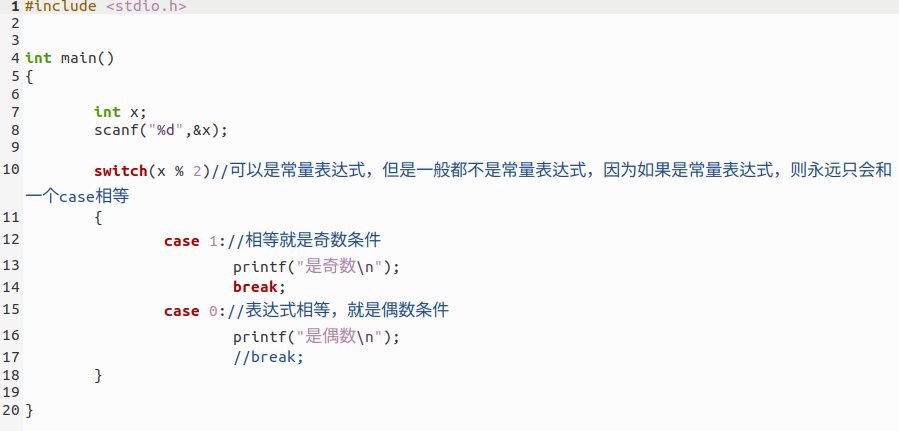 1 #include <stdio.h>
2
3
4 int main()
5 {
6
7 int x;
8 scanf("%d",&x);
9
10 switch(x % 2)//可以是常量表达式，但是一般都不是常量表达式，因为如果是常量表达式，则永远只会和
一个case相等
11 {
12 case 1://相等就是奇数条件
13 printf("是奇数\n");
14 break;
15 case 0://表达式相等，就是偶数条件
16 printf("是偶数\n");
17 //break;
18 }
19
20 }